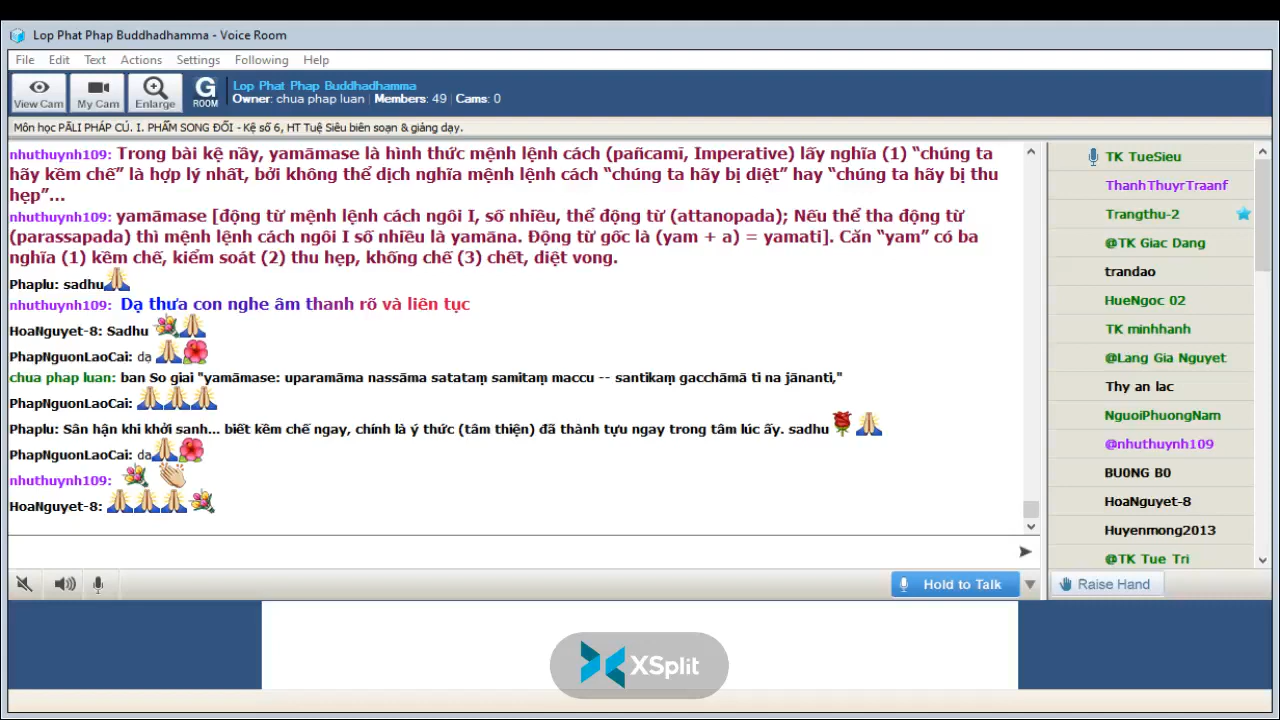 Lop Phat Phap Buddhadhamma - Voice Room
File Edit Text Actions Settings Following Help
View Cam My Cam Enlarge G ROOM
Lop Phat Phap Buddhadhamma
Owner: chua phap luan | Members: 49 | Cams: 0
Môn học PÃLI PHÁP CÚ. I. PHẨM SONG ĐỐI - Kệ số 6, HT Tuệ Siêu biên soạn & giảng dạy.
nhuthuynh109: Trong bài kệ nầy, yamāmase là hình thức mệnh lệnh cách (pañcamī, Imperative) lấy nghĩa (1) “chúng ta
hãy kềm chế” là hợp lý nhất, bởi không thể dịch nghĩa mệnh lệnh cách “chúng ta hãy bị diệt” hay “chúng ta hãy bị thu
hẹp”...
nhuthuynh109: yamāmase [động từ mệnh lệnh cách ngôi I, số nhiều, thể động từ (attanopada); Nếu thể tha động từ
(parassapada) thì mệnh lệnh cách ngôi I số nhiều là yamāna. Động từ gốc là (yam + a) = yamati]. Căn “yam” có ba
nghĩa (1) kềm chế, kiểm soát (2) thu hẹp, khống chế (3) chết, diệt vong.
Phaplu: sadhu
nhuthuynh109: Dạ thưa con nghe âm thanh rõ và liên tục
HoaNguyet-8: Sadhu
PhapNguonLaoCai: dạ
chua phap luan: ban So giai "yamāmase: uparamāma nassāma satataṃ samitaṃ maccu -- santikaṃ gacchāmā ti na jānanti,"
PhapNguonLaoCai:
Phaplu: Sân hận khi khởi sanh... biết kềm chế ngay, chính là ý thức (tâm thiện) đã thành tựu ngay trong tâm lúc ấy. sadhu
PhapNguonLaoCai: dạ
nhuthuynh109:
HoaNguyet-8:
TK TueSieu
ThanhThuyrTraanf
Trangthu-2
@TK Giac Dang
trandao
HueNgoc 02
TK minhhanh
@Lang Gia Nguyet
Thy an lac
NguoiPhuongNam
@nhuthuynh109
BU0NG B0
HoaNguyet-8
Huyenmong2013
@TK Tue Tri
Hold to Talk
Raise Hand
XSplit